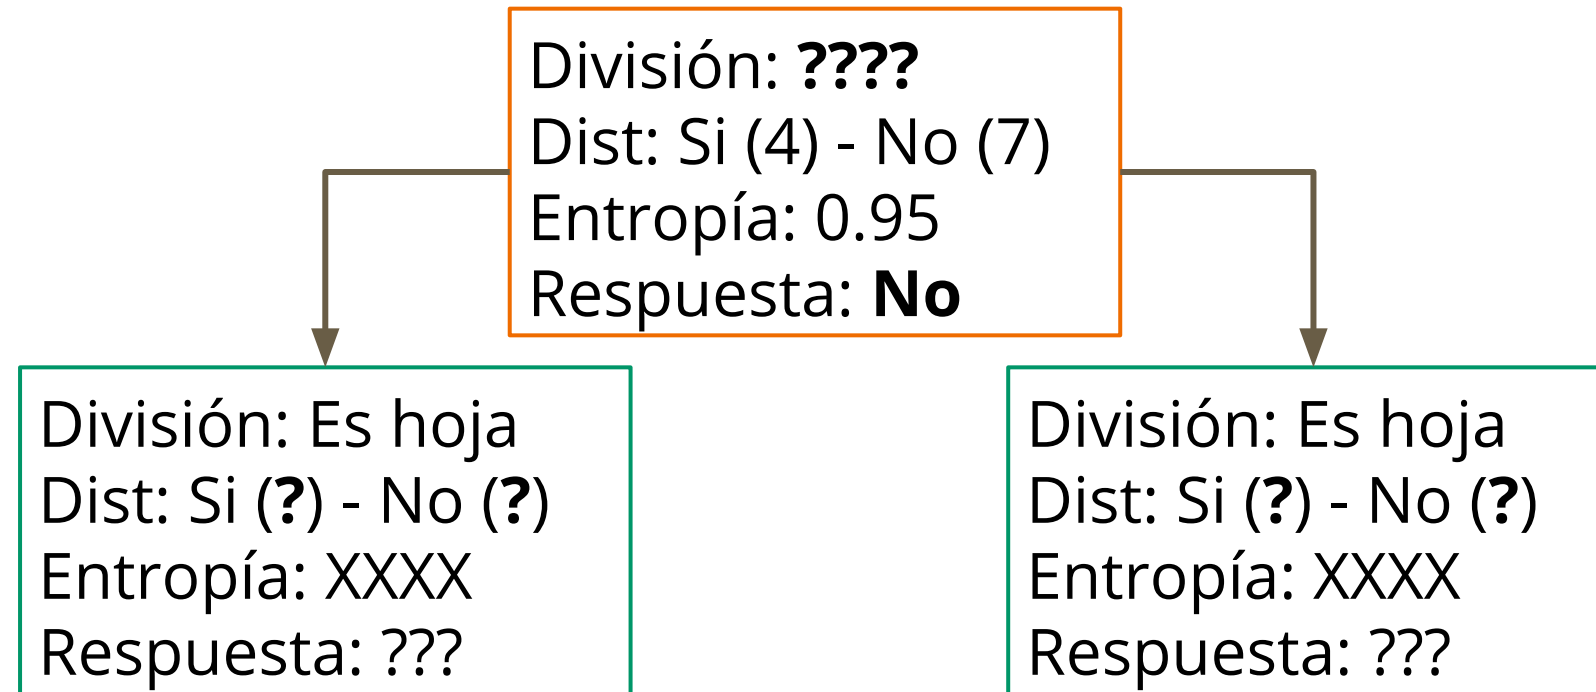 División: ????
Dist: Si (4) - No (7)
Entropía: 0.95
Respuesta: No
División: Es hoja
Dist: Si (?) - No (?)
Entropía: XXXX
Respuesta: ???
División: Es hoja
Dist: Si (?) - No (?)
Entropía: XXXX
Respuesta: ???